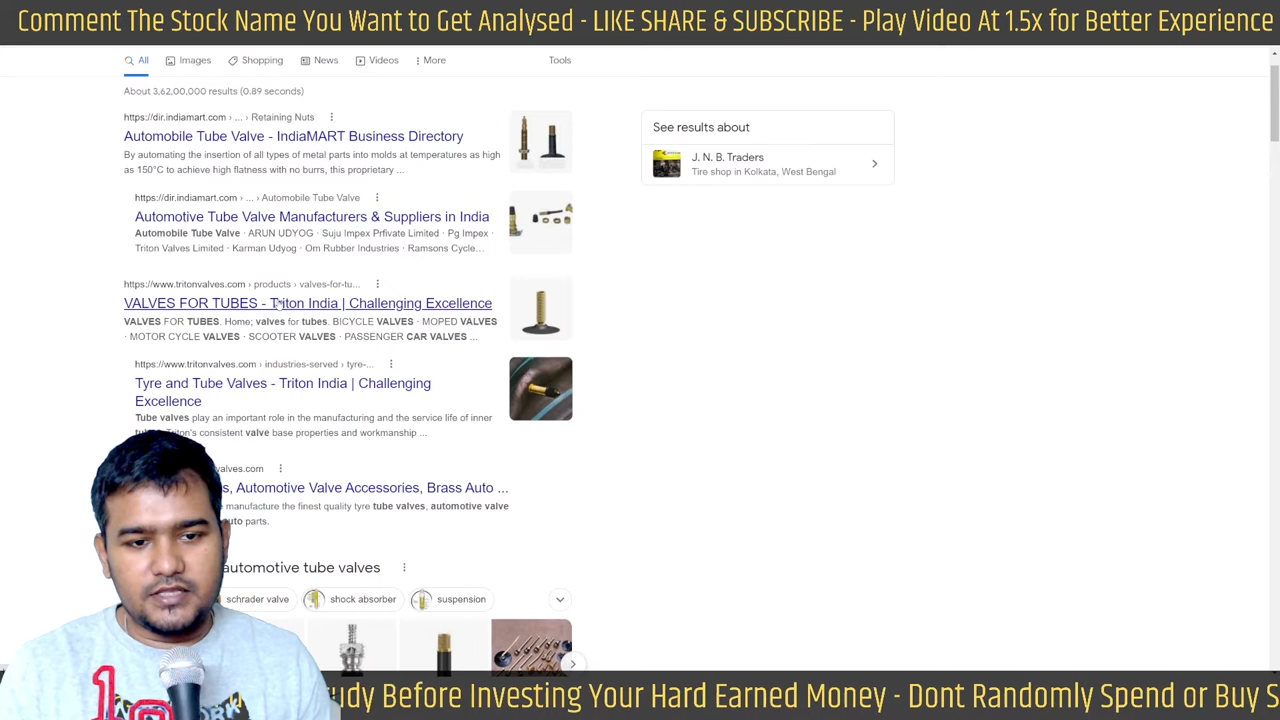 Comment The Stock Name You Want to Get Analysed - LIKE SHARE & SUBSCRIBE - Play Video At 1.5x for Better Experience
All Images Shopping News Videos More Tools
About 3,62,00,000 results (0.89 seconds)
https://dir.indiamart.com › ... › Retaining Nuts
Automobile Tube Valve - IndiaMART Business Directory
By automating the insertion of all types of metal parts into molds at temperatures as high
as 150°C to achieve high flatness with no burrs, this proprietary ...
https://dir.indiamart.com › ... › Automobile Tube Valve
Automotive Tube Valve Manufacturers & Suppliers in India
Automobile Tube Valve · ARUN UDYOG · Suju Impex Prfivate Limited · Pg Impex ·
Triton Valves Limited · Karman Udyog · Om Rubber Industries · Ramsons Cycle...
https://www.tritonvalves.com › products › valves-for-tu...
VALVES FOR TUBES - Triton India | Challenging Excellence
VALVES FOR TUBES. Home; valves for tubes. BICYCLE VALVES · MOPED VALVES
· MOTOR CYCLE VALVES · SCOOTER VALVES · PASSENGER CAR VALVES ...
https://www.tritonvalves.com › industries-served › tyre-...
Tyre and Tube Valves - Triton India | Challenging
Excellence
Tube valves play an important role in the manufacturing and the service life of inner
Triton's consistent valve base properties and workmanship ...
valves.com
s, Automotive Valve Accessories, Brass Auto ...
manufacture the finest quality tyre tube valves, automotive valve
auto parts.
automotive tube valves
schrader valve shock absorber suspension
See results about
J. N. B. Traders
Tire shop in Kolkata, West Bengal
udy Before Investing Your Hard Earned Money - Dont Randomly Spend or Buy S